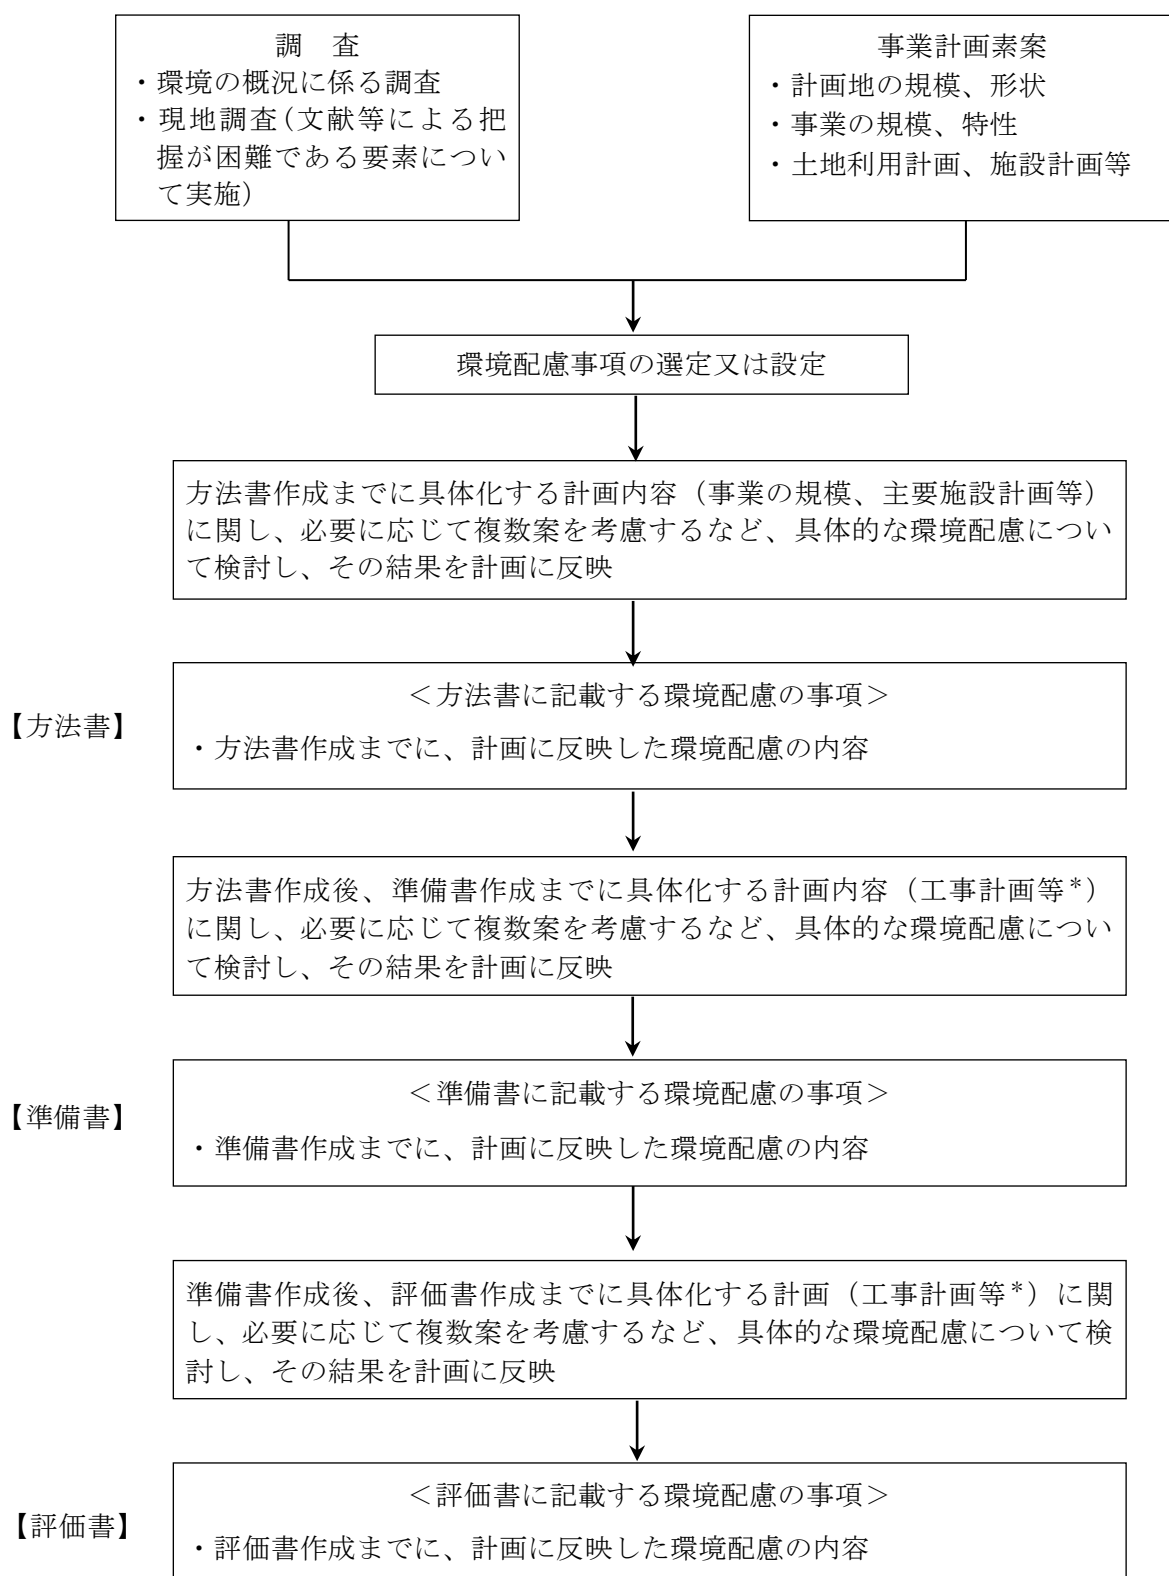 調　査
・環境の概況に係る調査
・現地調査(文献等による把
握が困難である要素につい
て実施)
事業計画素案
・計画地の規模、形状
・事業の規模、特性
・土地利用計画、施設計画等
環境配慮事項の選定又は設定
方法書作成までに具体化する計画内容（事業の規模、主要施設計画等）
に関し、必要に応じて複数案を考慮するなど、具体的な環境配慮につい
て検討し、その結果を計画に反映
＜方法書に記載する環境配慮の事項＞
【方法書】
・方法書作成までに、計画に反映した環境配慮の内容
方法書作成後、準備書作成までに具体化する計画内容（工事計画等*）
に関し、必要に応じて複数案を考慮するなど、具体的な環境配慮につい
て検討し、その結果を計画に反映
＜準備書に記載する環境配慮の事項＞
【準備書】
・準備書作成までに、計画に反映した環境配慮の内容
準備書作成後、評価書作成までに具体化する計画（工事計画等*）に関
し、必要に応じて複数案を考慮するなど、具体的な環境配慮について検
討し、その結果を計画に反映
＜評価書に記載する環境配慮の事項＞
【評価書】
・評価書作成までに、計画に反映した環境配慮の内容